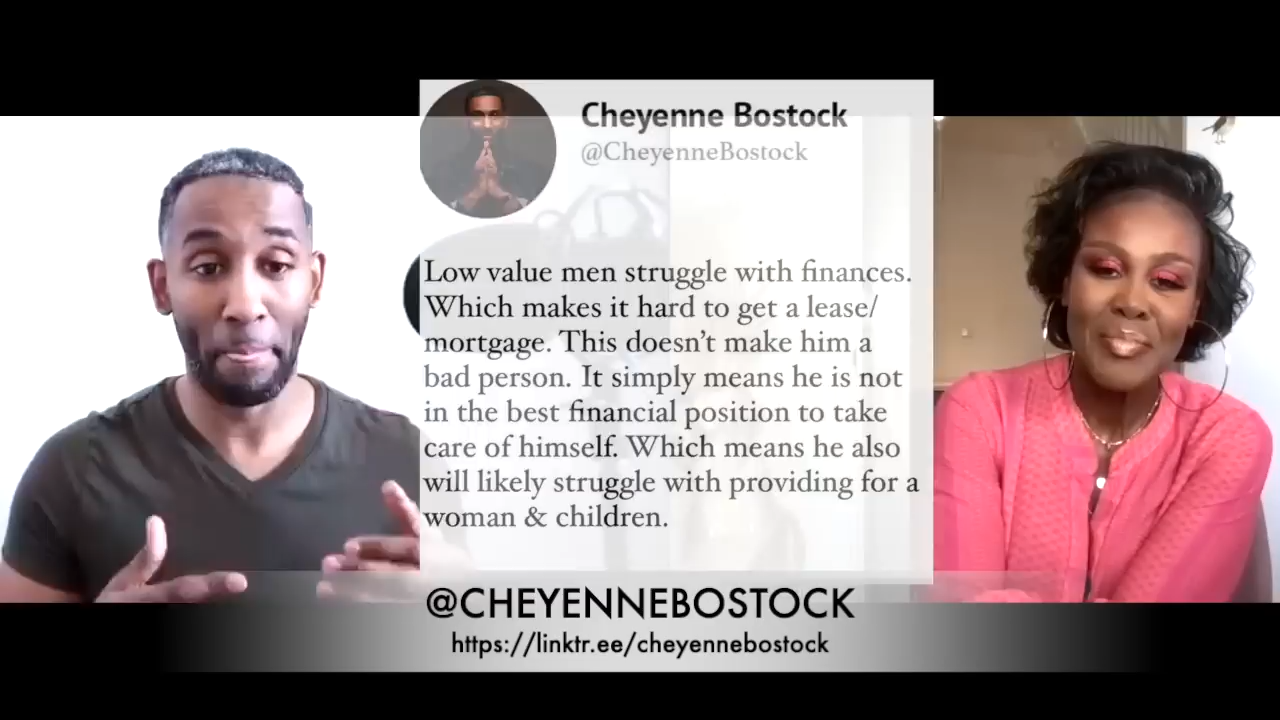 Cheyenne Bostock
@CheyenneBostock
Low value men struggle with finances.
Which makes it hard to get a lease/
mortgage. This doesn't make him a
bad person. It simply means he is not
in the best financial position to take
care of himself. Which means he also
will likely struggle with providing for a
woman & children.
@CHEYENNEBOSTOCK
https://linktr.ee/cheyennebostock